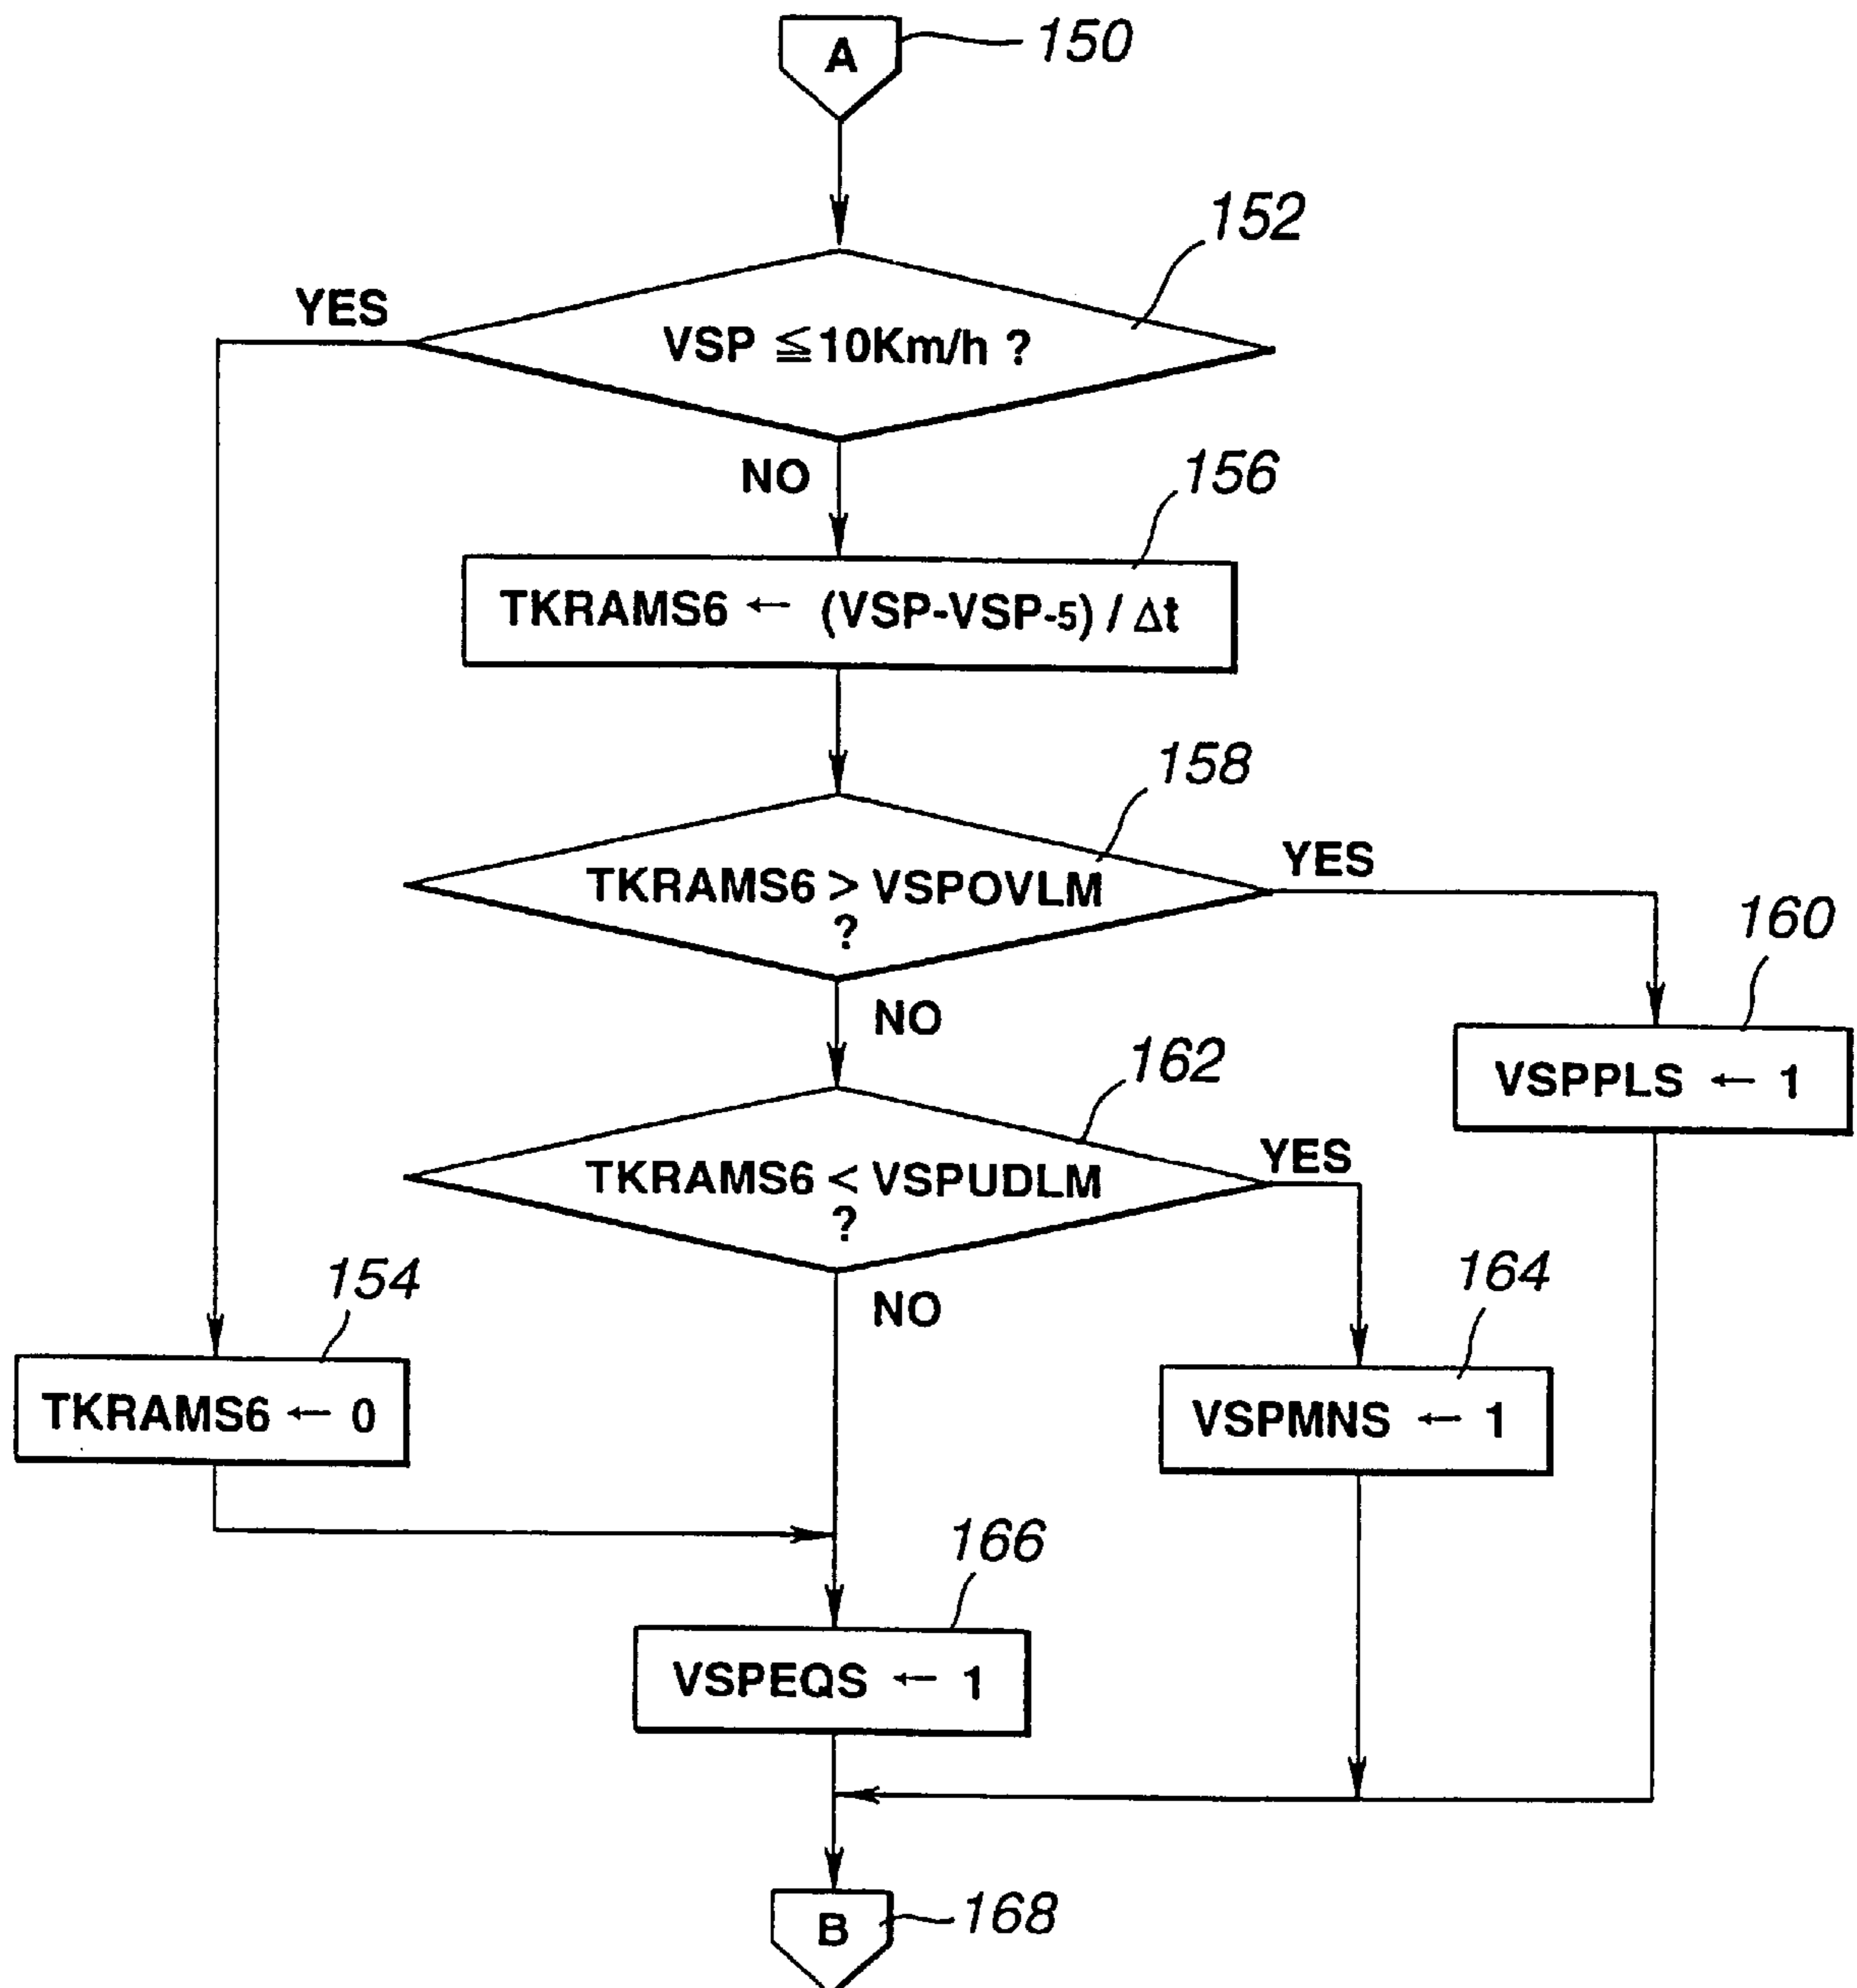 A
150
152
YES
VSP ≦10Km/h ?
NO
156
TKRAMS6 ← (VSP-VSP-5) / Δt
158
TKRAMS6 > VSPOVLM
?
YES
160
NO
VSPPLS ← 1
162
TKRAMS6 < VSPUDLM
?
YES
154
NO
164
TKRAMS6 ← 0
VSPMNS ← 1
166
VSPEQS ← 1
B
168